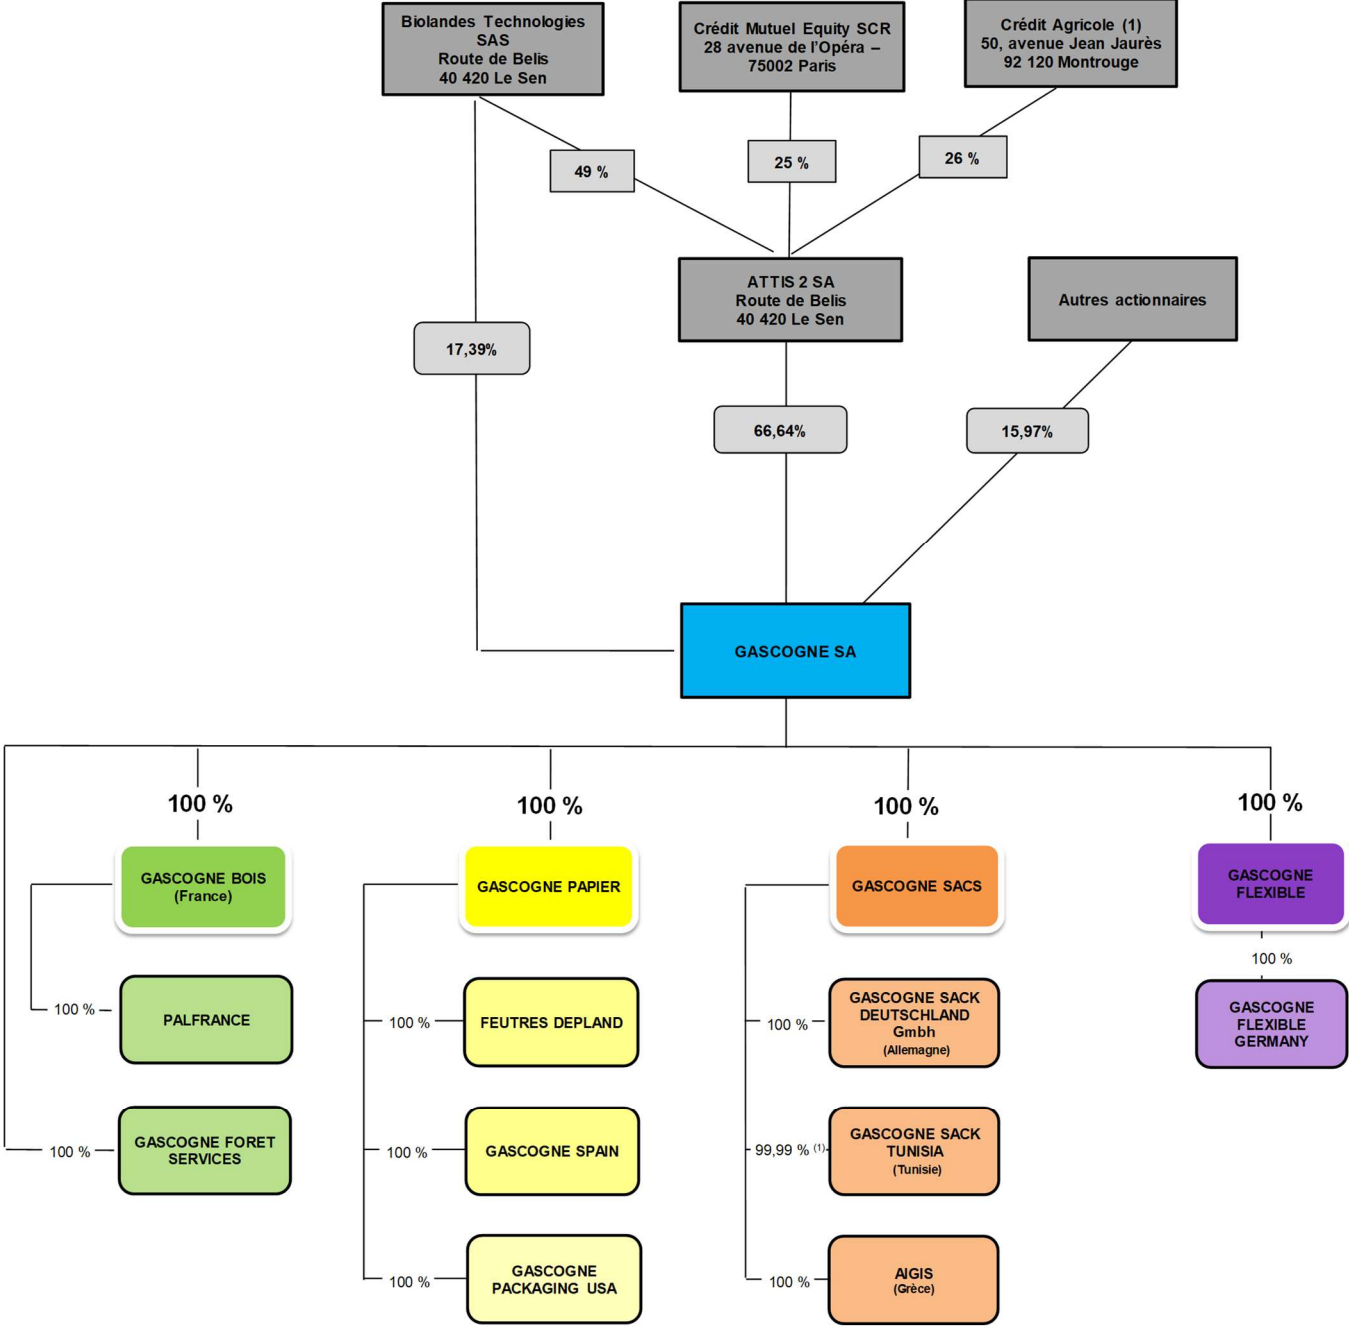 Biolandes Technologies
SAS
Route de Belis
40 420 Le Sen
Crédit Mutuel Equity SCR
28 avenue de l'Opéra –
75002 Paris
Crédit Agricole (1)
50, avenue Jean Jaurès
92 120 Montrouge
49 %
25 %
26 %
ATTIS 2 SA
Route de Belis
40 420 Le Sen
Autres actionnaires
17,39%
66,64%
15,97%
GASCOGNE SA
100 %
100 %
100 %
100 %
GASCOGNE BOIS
(France)
GASCOGNE PAPIER
GASCOGNE SACS
GASCOGNE
FLEXIBLE
100 %
100 %
PALFRANCE
100 %
FEUTRES DEPLAND
100 %
GASCOGNE SACK
DEUTSCHLAND
Gmbh
(Allemagne)
GASCOGNE
FLEXIBLE
GERMANY
100 %
GASCOGNE FORET
SERVICES
100 %
GASCOGNE SPAIN
99,99 % (1)
GASCOGNE SACK
TUNISIA
(Tunisie)
100 %
GASCOGNE
PACKAGING USA
100 %
AIGIS
(Grèce)